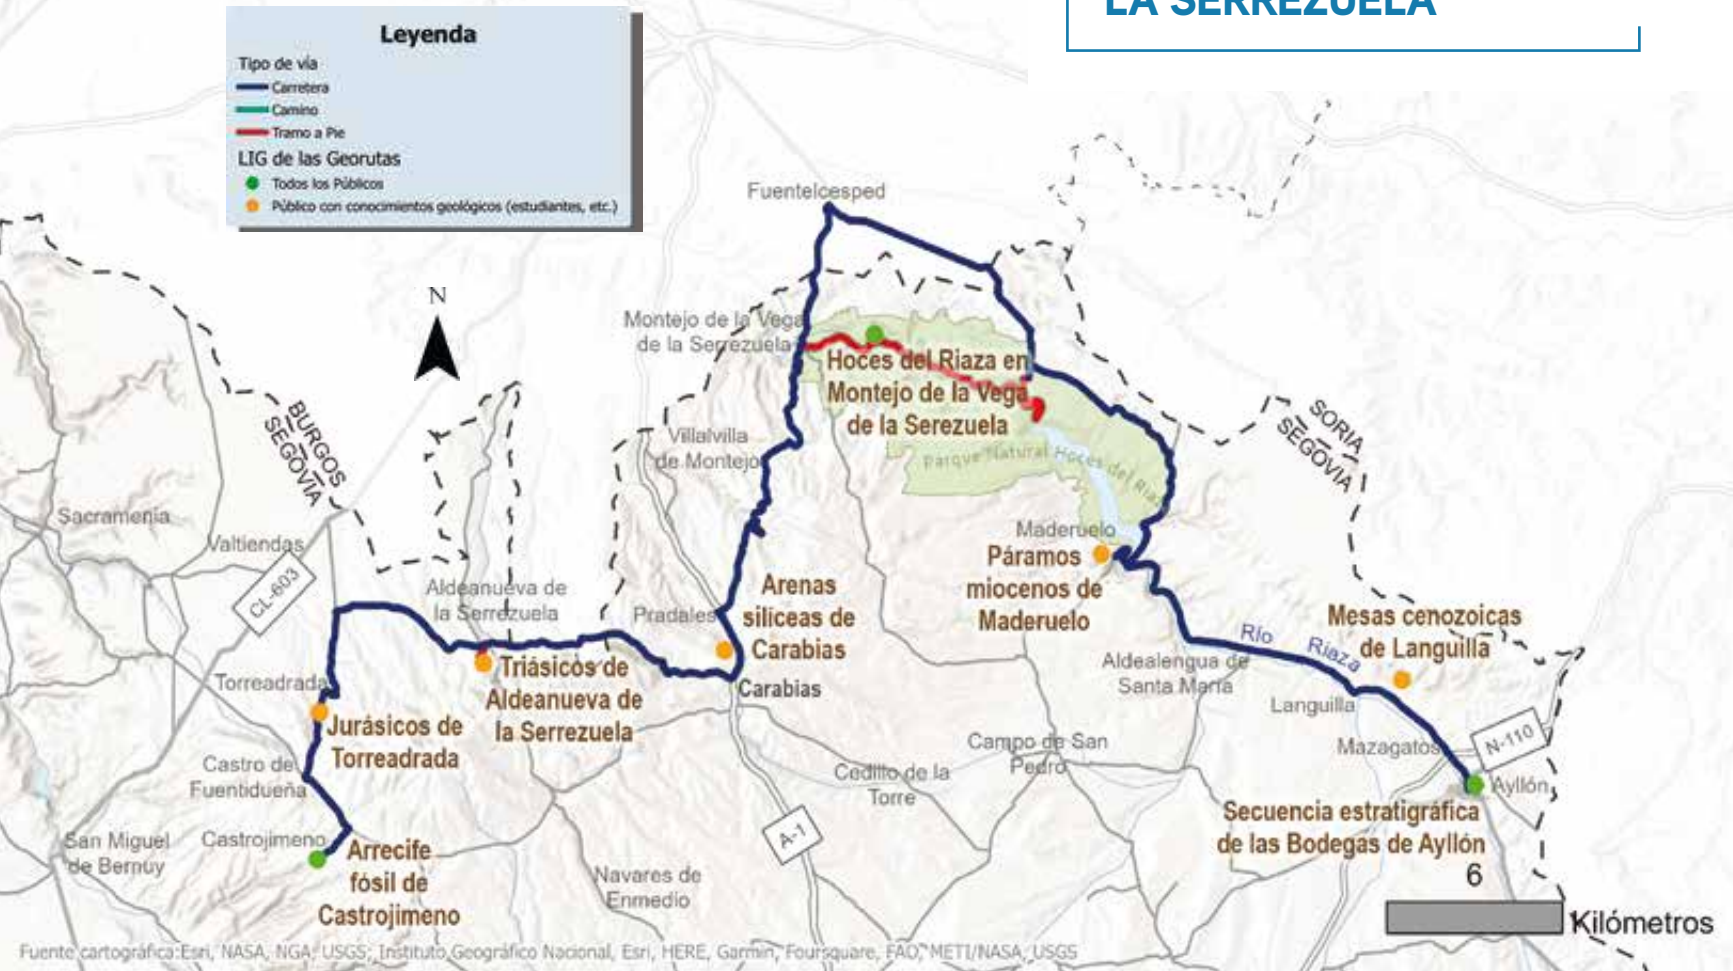 LA SERREZUELA
Leyenda
Tipo de vía
Carretera
Camino
Tramo a Pie
LIG de las Georutas
Todos los Públicos
Público con conocimientos geológicos (estudiantes, etc.)
N
Fuentelcesped
Montejo de la Vega
de la Serrezuela
Hoces del Riaza en
Montejo de la Vega
de la Serezuela
Parque Natural Hoces del Riaza
BURGOS
SEGOVIA
SORIA
SEGOVIA
Villalvilla
de Montejo
Sacramenia
Valtiendas
CL-603
Aldeanueva de
la Serrezuela
Pradales
Arenas
silíceas de
Carabias
Maderuelo
Páramos
miocenos de
Maderuelo
Mesas cenozoicas
de Languilla
Río Riaza
Aldealengua de
Santa María
Languilla
Torreadrada
Triásicos de
Aldeanueva de
la Serrezuela
Carabias
Jurásicos de
Torreadrada
Castro de
Fuentidueña
Campo de San
Pedro
Mazagatos
N-110
Ayllón
Cedillo de la
Torre
A-1
Secuencia estratigráfica
de las Bodegas de Ayllón
San Miguel
de Bernuy
Castrojimeno
Arrecife
fósil de
Castrojimeno
Navares de
Enmedio
6
Kilómetros
Fuente cartográfica:Esri, NASA, NGA, USGS; Instituto Geográfico Nacional, Esri, HERE, Garmin, Foursquare, FAO, METI/NASA, USGS